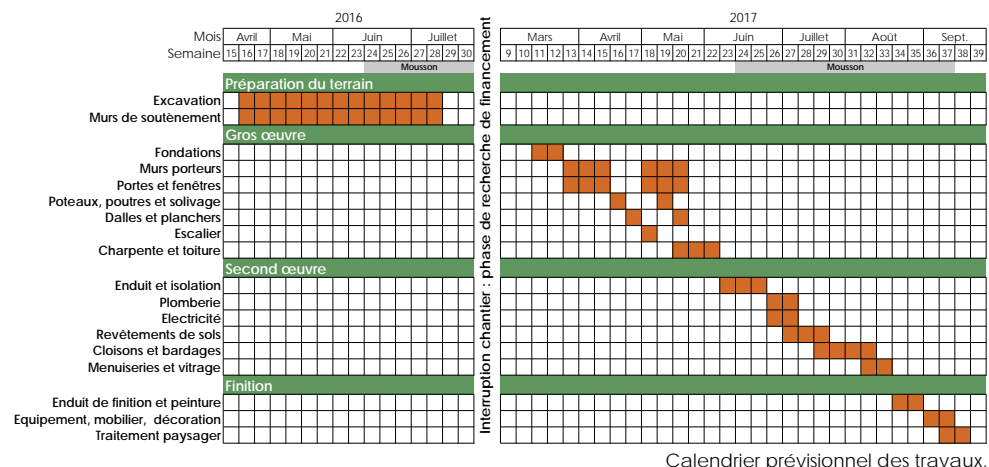 2016 2017
Mois Avril Mai Juin Juillet Mars Avril Mai Juin Juillet Août Sept.
Semaine 15 16 17 18 19 20 21 22 23 24 25 26 27 28 29 30 9 10 11 12 13 14 15 16 17 18 19 20 21 22 23 24 25 26 27 28 29 30 31 32 33 34 35 36 37 38 39
Mousson Mousson
Préparation du terrain
Excavation
Murs de soutènement
Gros œuvre
Fondations
Murs porteurs
Portes et fenêtres
Poteaux, poutres et solivage
Dalles et planchers
Escalier
Charpente et toiture
Second œuvre
Enduit et isolation
Plomberie
Electricité
Revêtements de sols
Cloisons et bardages
Menuiseries et vitrage
Finition
Enduit de finition et peinture
Equipement, mobilier, décoration
Traitement paysager
Interruption chantier : phase de recherche de financement
Calendrier prévisionnel des travaux.